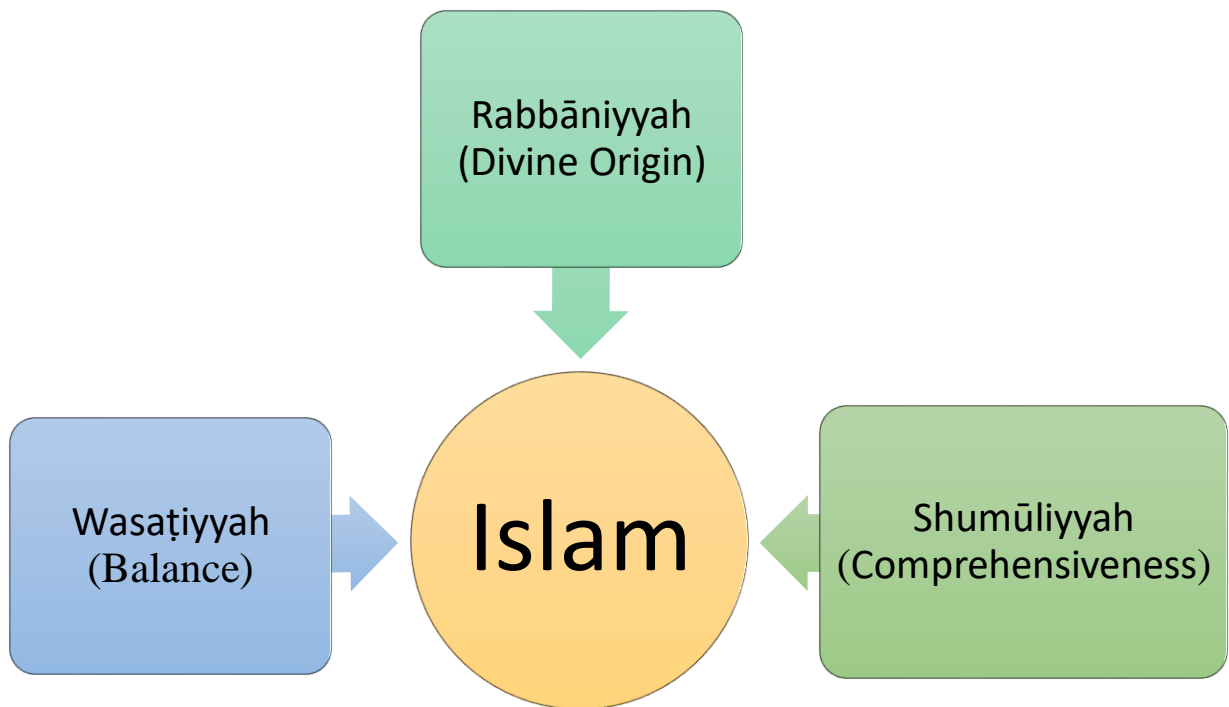 Rabbāniyyah
(Divine Origin)
Wasaṭiyyah
(Balance)
Islam
Shumūliyyah
(Comprehensiveness)